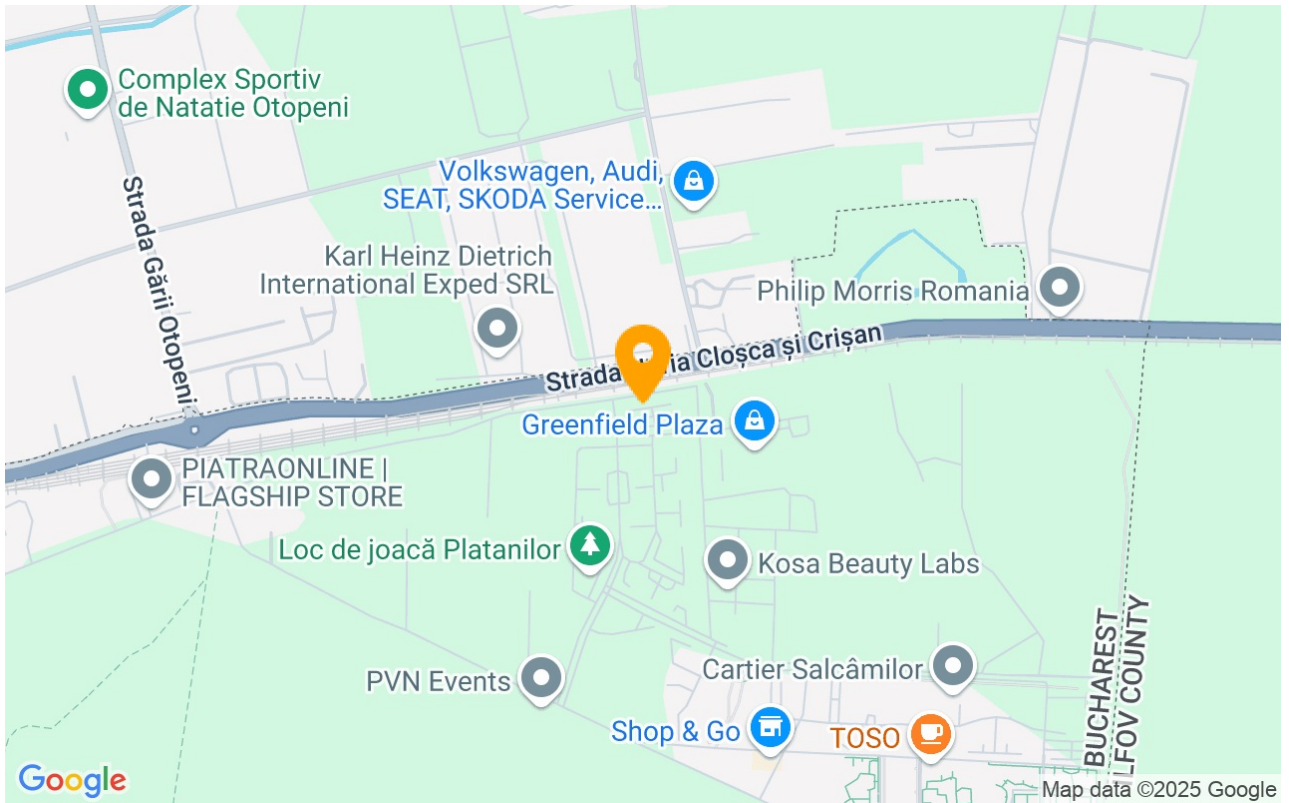 Complex Sportiv
de Natatie Otopeni
Volkswagen, Audi,
SEAT, SKODA Service...
Strada Gării Otopeni
Karl Heinz Dietrich
International Exped SRL
Philip Morris Romania
Strada Cloșca și Crișan
Greenfield Plaza
PIATRAONLINE |
FLAGSHIP STORE
Loc de joacă Platanilor
Kosa Beauty Labs
BUCHAREST
ILFOV COUNTY
Cartier Salcâmilor
PVN Events
Shop & Go
TOSO
Google
Map data ©2025 Google